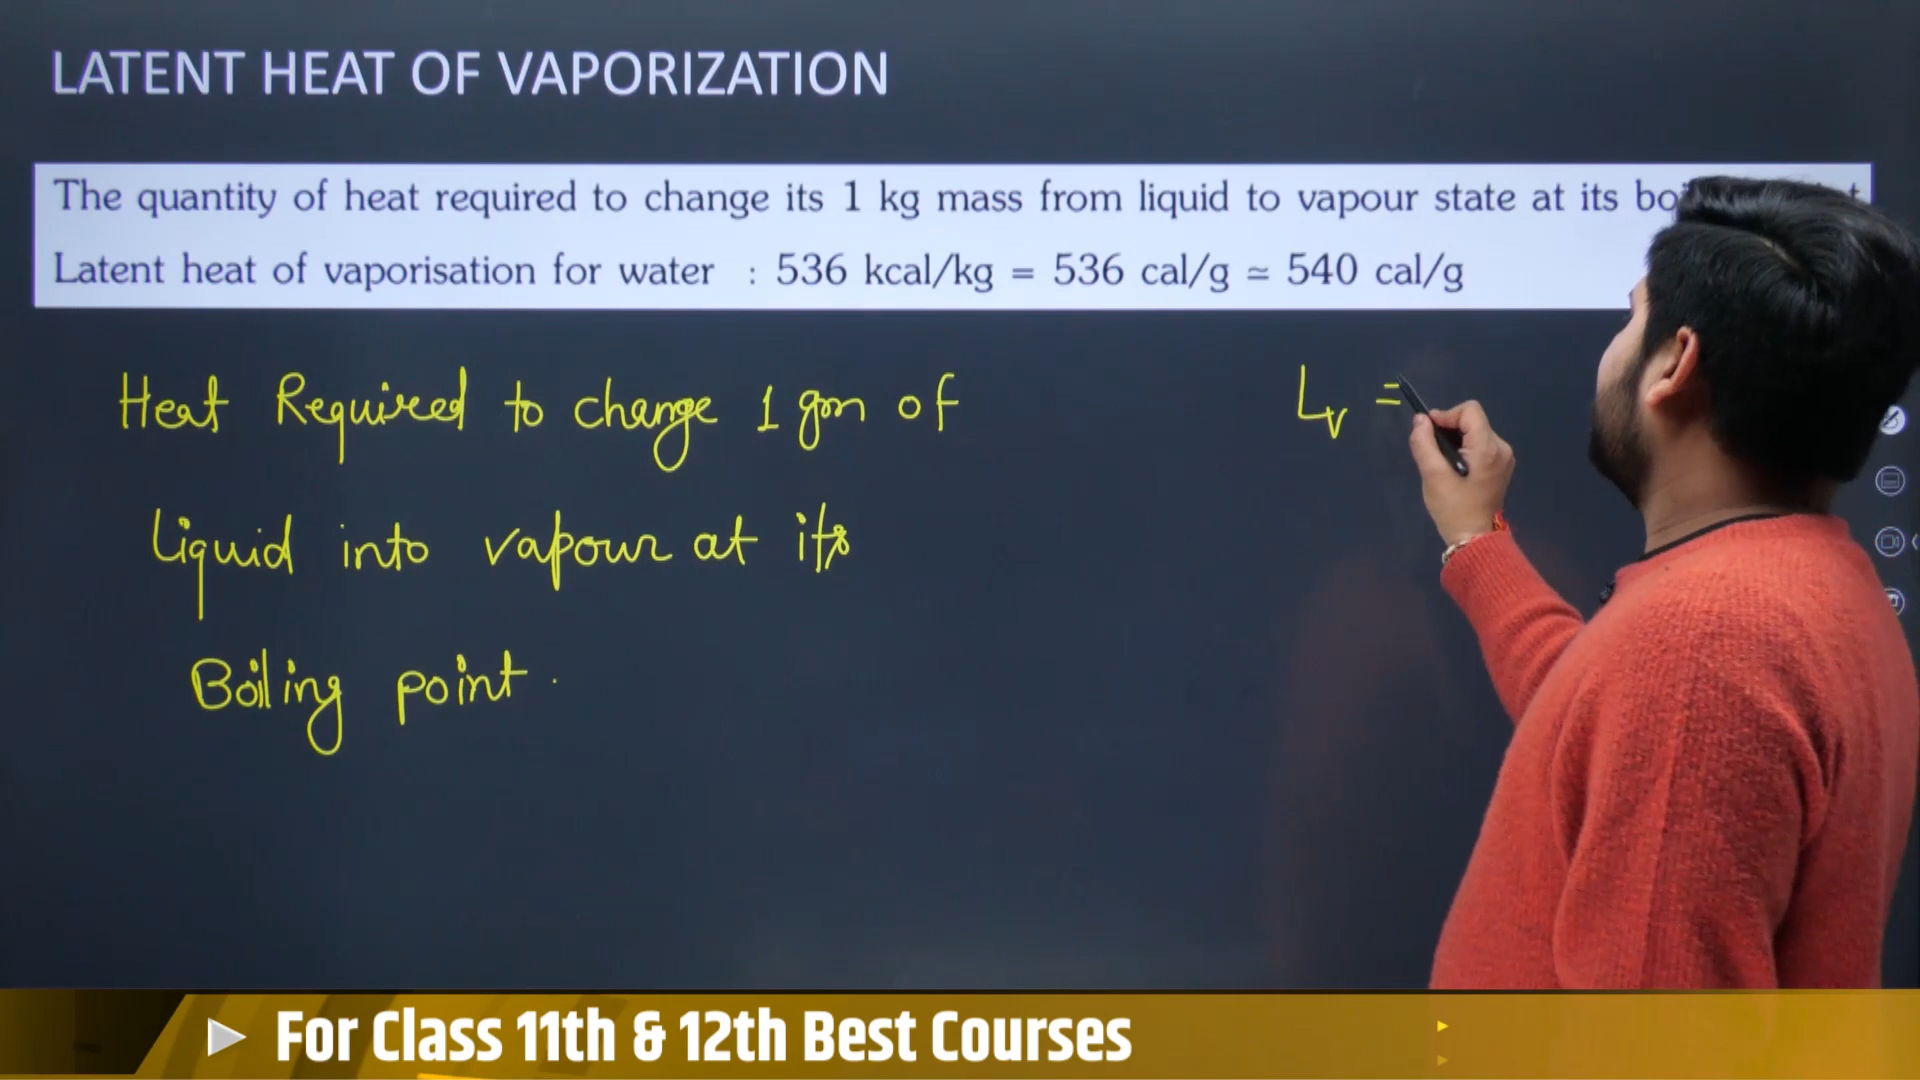 LATENT HEAT OF VAPORIZATION
The quantity of heat required to change its 1 kg mass from liquid to vapour state at its
Latent heat of vaporisation for water : 536 kcal/kg = 536 cal/g ≃ 540 cal/g
Heat Required to change 1 gm of
Lv =
Liquid into vapour at its
Boiling point .
For Class 11th & 12th Best Courses